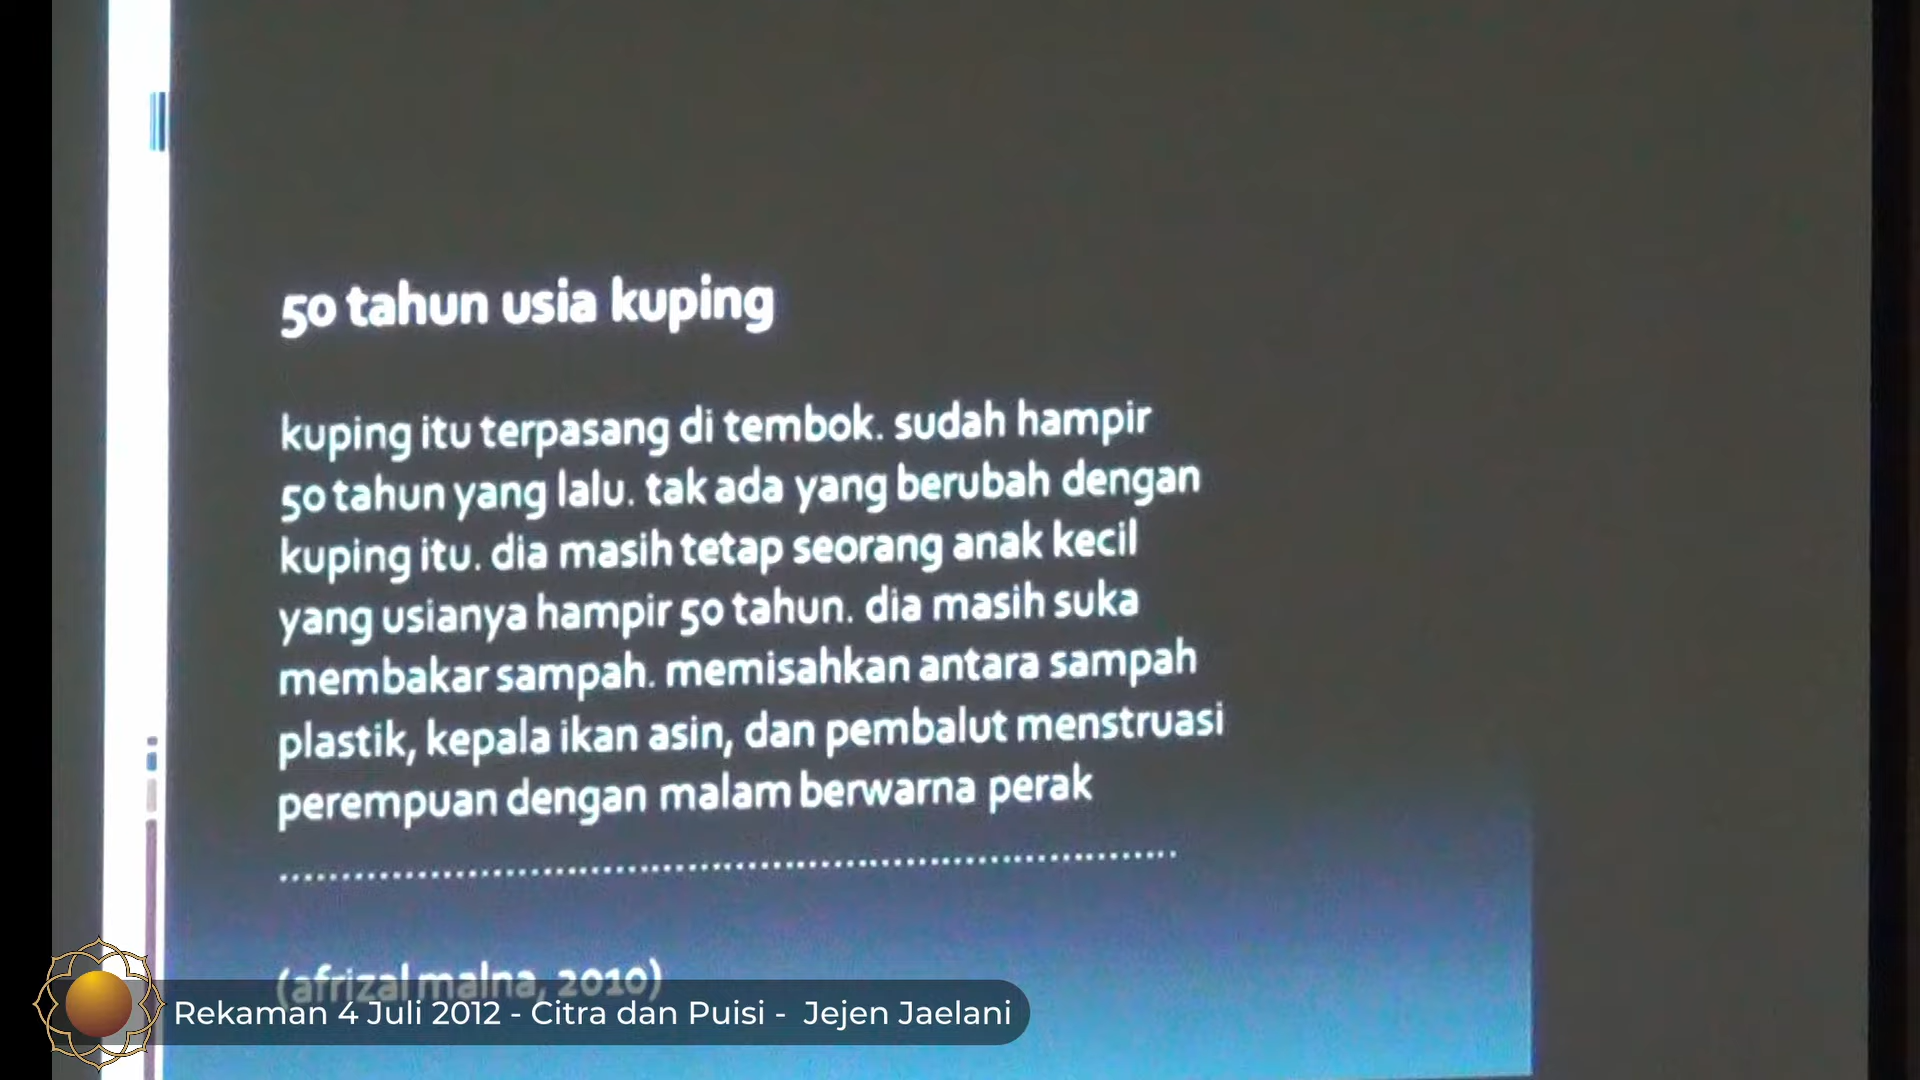 50 tahun usia kuping
kuping itu terpasang di tembok. sudah hampir
50 tahun yang lalu. tak ada yang berubah dengan
kuping itu. dia masih tetap seorang anak kecil
yang usianya hampir 50 tahun. dia masih suka
membakar sampah. memisahkan antara sampah
plastik, kepala ikan asin, dan pembalut menstruasi
perempuan dengan malam berwarna perak
........................................................................................
(afrizal malna, 2010)
Rekaman 4 Juli 2012 - Citra dan Puisi - Jejen Jaelani